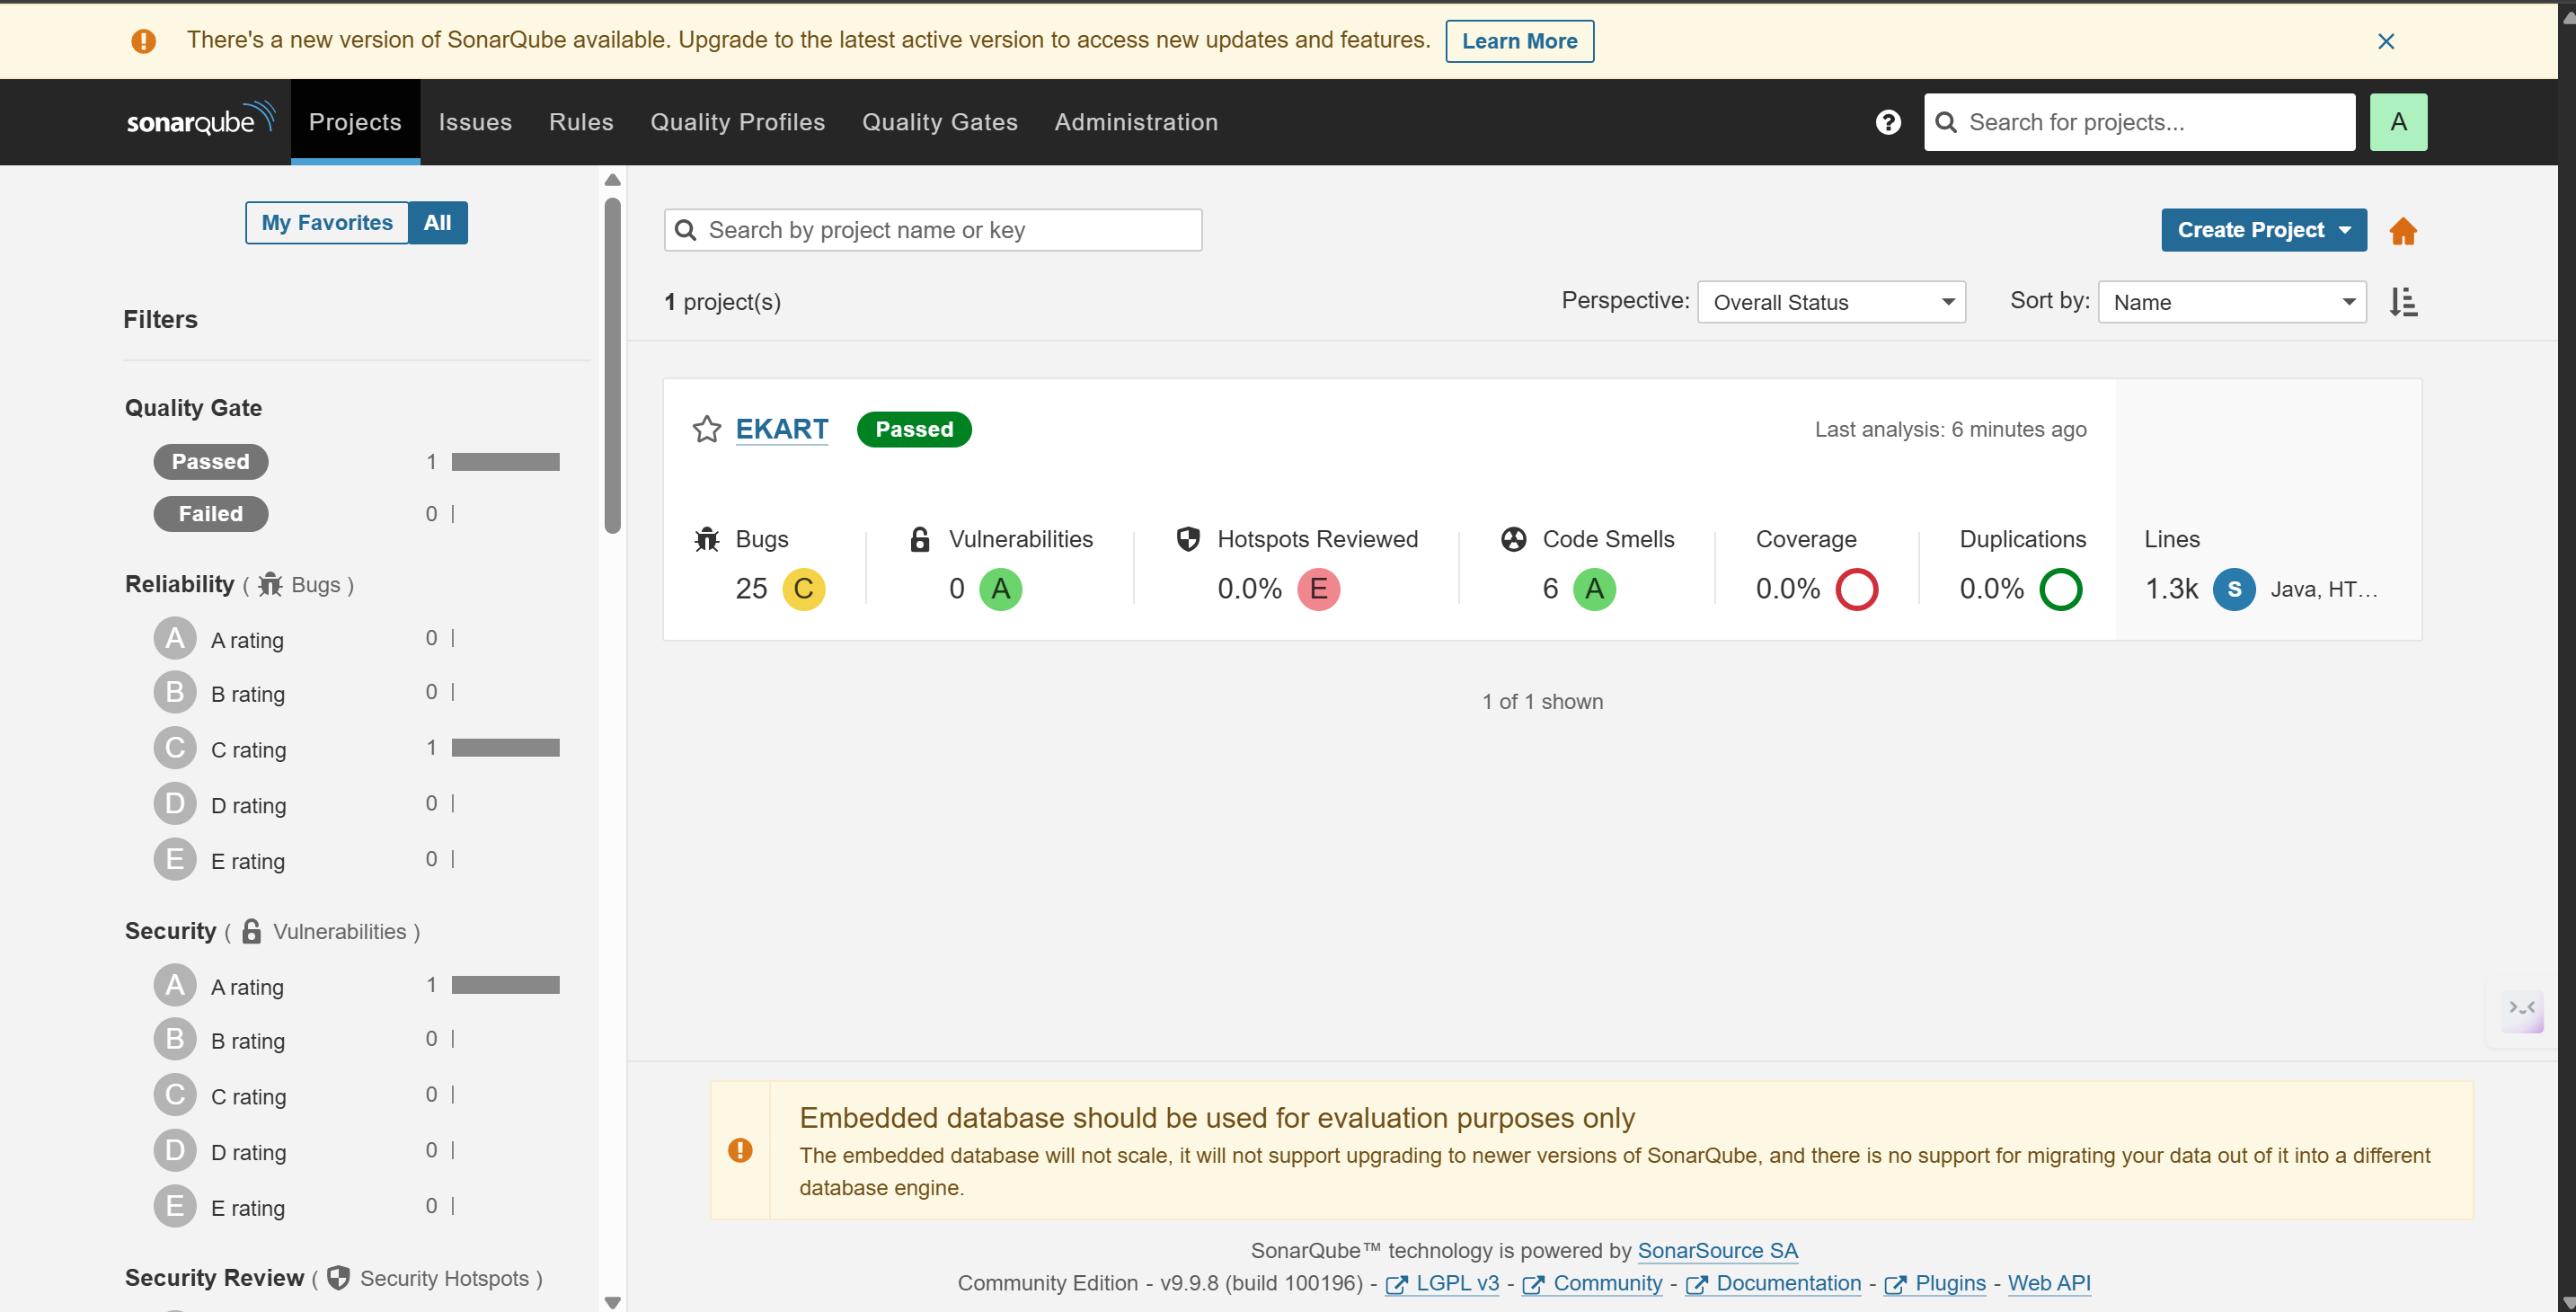 There's a new version of SonarQube available. Upgrade to the latest active version to access new updates and features. Learn More
sonarqube Projects Issues Rules Quality Profiles Quality Gates Administration Search for projects... A
My Favorites All
Filters
Quality Gate
Passed 1
Failed 0
Reliability ( Bugs )
A A rating 0
B B rating 0
C C rating 1
D D rating 0
E E rating 0
Security ( Vulnerabilities )
A A rating 1
B B rating 0
C C rating 0
D D rating 0
E E rating 0
Security Review ( Security Hotspots )
Search by project name or key
Create Project
1 project(s)
Perspective: Overall Status Sort by: Name
EKART Passed Last analysis: 6 minutes ago
Bugs Vulnerabilities Hotspots Reviewed Code Smells Coverage Duplications Lines
25 C 0 A 0.0% E 6 A 0.0% 0.0% 1.3k S Java, HT...
1 of 1 shown
Embedded database should be used for evaluation purposes only
The embedded database will not scale, it will not support upgrading to newer versions of SonarQube, and there is no support for migrating your data out of it into a different
database engine.
SonarQube™ technology is powered by SonarSource SA
Community Edition - v9.9.8 (build 100196) - LGPL v3 - Community - Documentation - Plugins - Web API